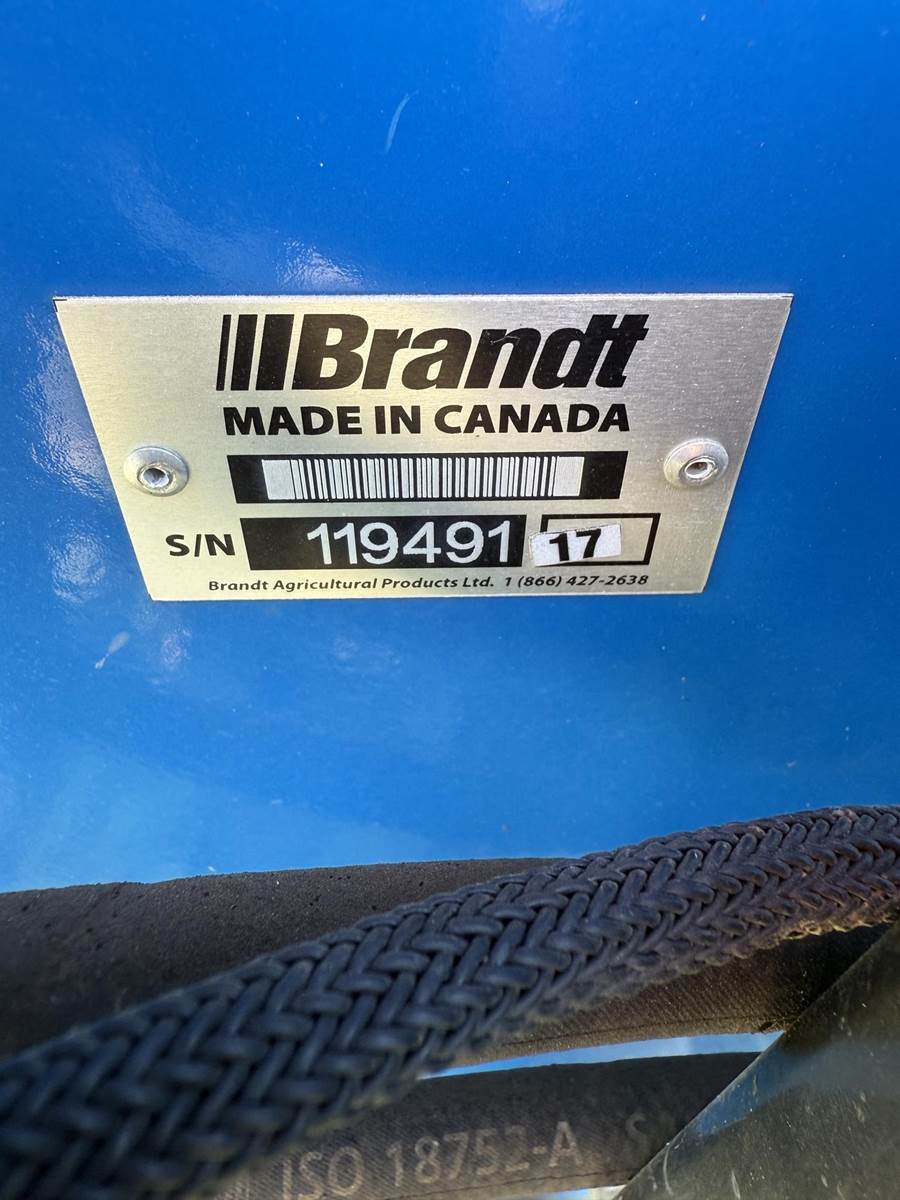 Brandt
MADE IN CANADA
S/N 119491 17
Brandt Agricultural Products Ltd. 1 (866) 427-2638
ISO 18752-A